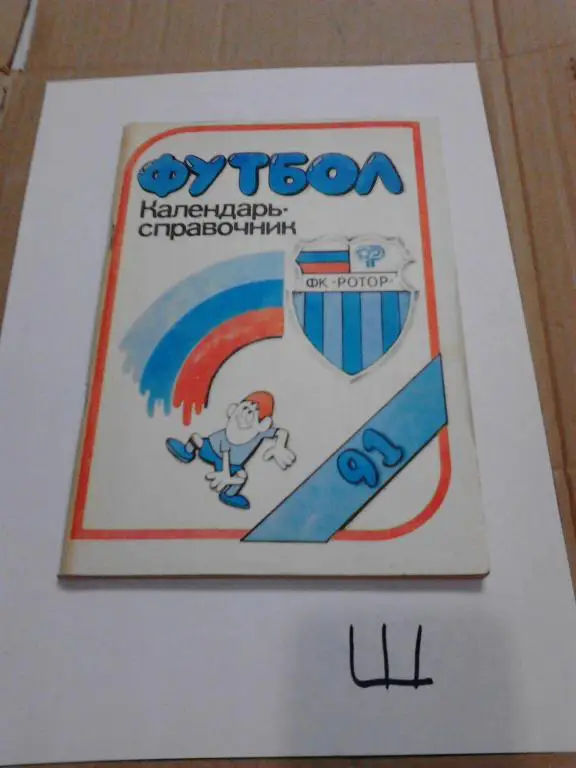 ФУТБОЛ
Календарь-
справочник
ФК «РОТОР»
91
Ш